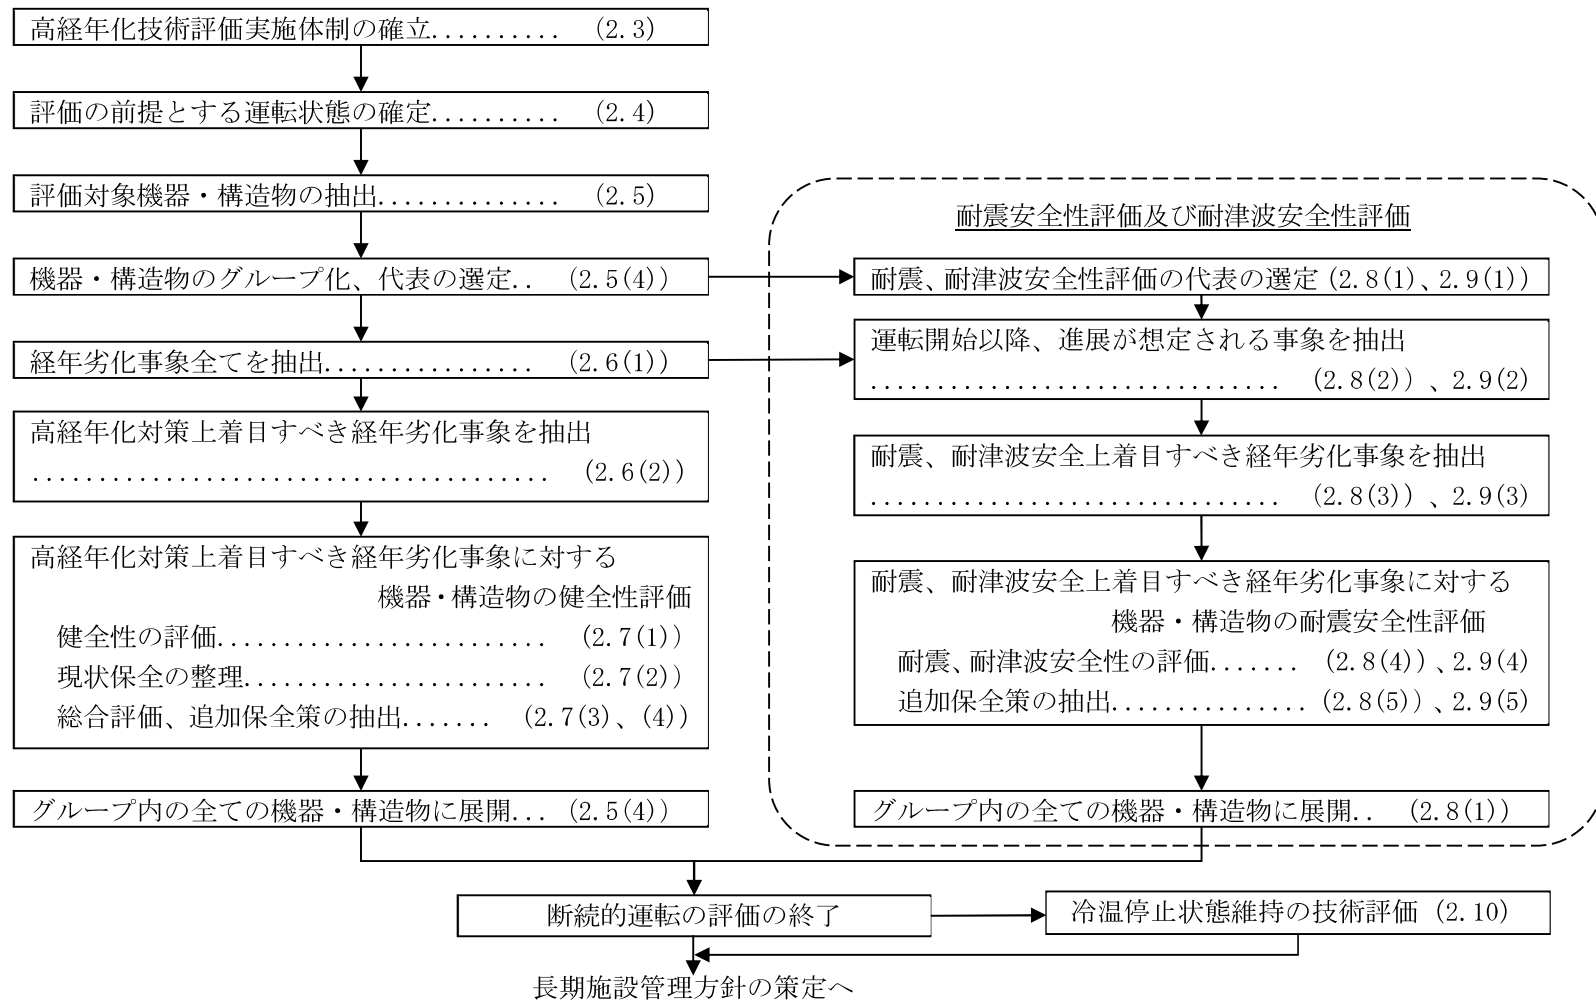 高経年化技術評価実施体制の確立.......... (2.3)
評価の前提とする運転状態の確定.......... (2.4)
評価対象機器・構造物の抽出.............. (2.5)
機器・構造物のグループ化、代表の選定.. (2.5(4))
経年劣化事象全てを抽出................ (2.6(1))
高経年化対策上着目すべき経年劣化事象を抽出
....................................... (2.6(2))
高経年化対策上着目すべき経年劣化事象に対する
機器・構造物の健全性評価
健全性の評価......................... (2.7(1))
現状保全の整理....................... (2.7(2))
総合評価、追加保全策の抽出....... (2.7(3)、(4))
グループ内の全ての機器・構造物に展開... (2.5(4))
耐震安全性評価及び耐津波安全性評価
耐震、耐津波安全性評価の代表の選定 (2.8(1)、2.9(1))
運転開始以降、進展が想定される事象を抽出
............................... (2.8(2))、2.9(2)
耐震、耐津波安全上着目すべき経年劣化事象を抽出
............................... (2.8(3))、2.9(3)
耐震、耐津波安全上着目すべき経年劣化事象に対する
機器・構造物の耐震安全性評価
耐震、耐津波安全性の評価....... (2.8(4))、2.9(4)
追加保全策の抽出............... (2.8(5))、2.9(5)
グループ内の全ての機器・構造物に展開.. (2.8(1))
断続的運転の評価の終了
冷温停止状態維持の技術評価 (2.10)
長期施設管理方針の策定へ